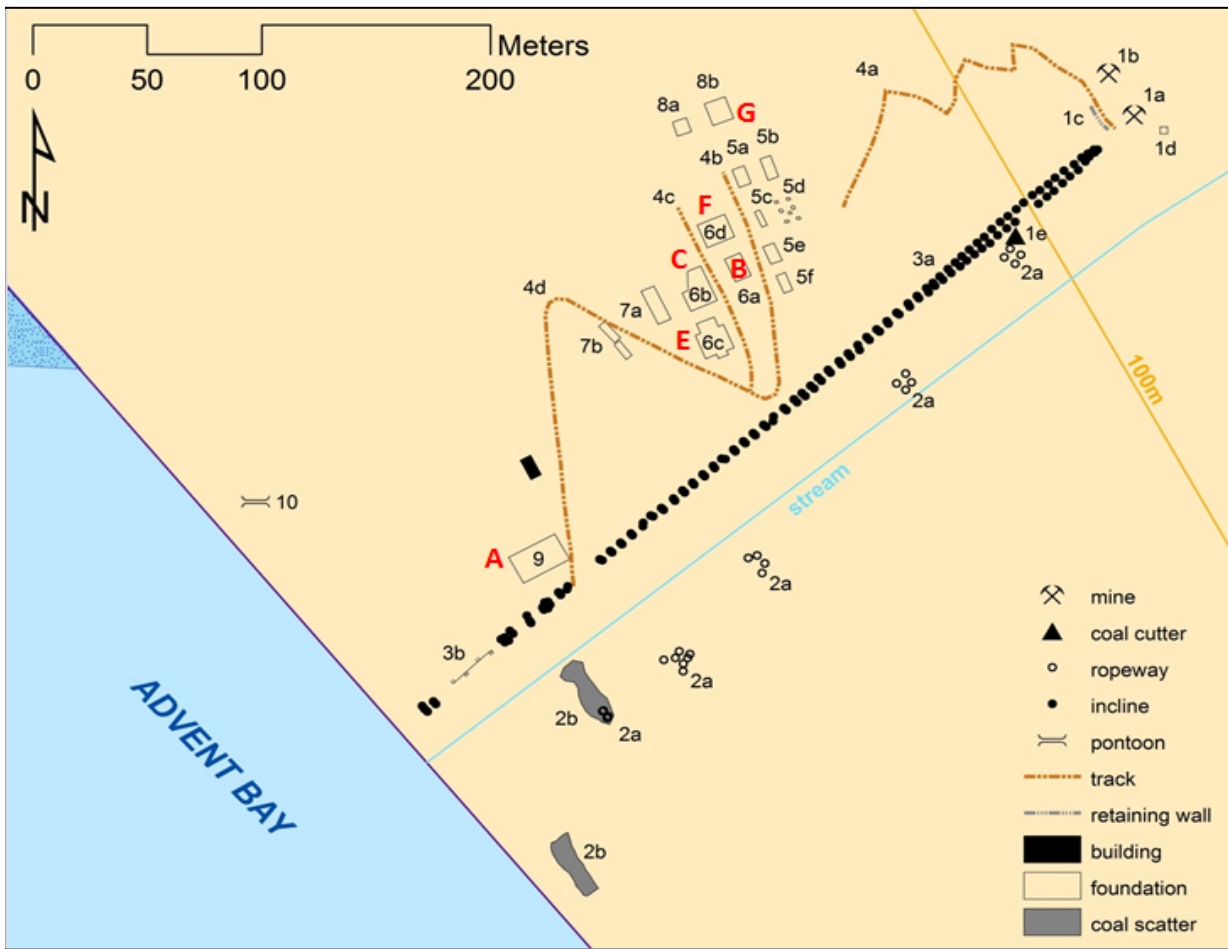 Meters
0 50 100 200
N
8b
8a
G
4a
1b
1a
1c
1d
5b
5a
4b
4c
5d
5c
F
6d
1e
2a
3a
C
B
5e
6b
6a
5f
4d
7a
7b
E
6c
2a
100m
stream
10
A
9
2a
3b
2a
2b
2a
2b
ADVENT BAY
mine
coal cutter
ropeway
incline
pontoon
track
retaining wall
building
foundation
coal scatter